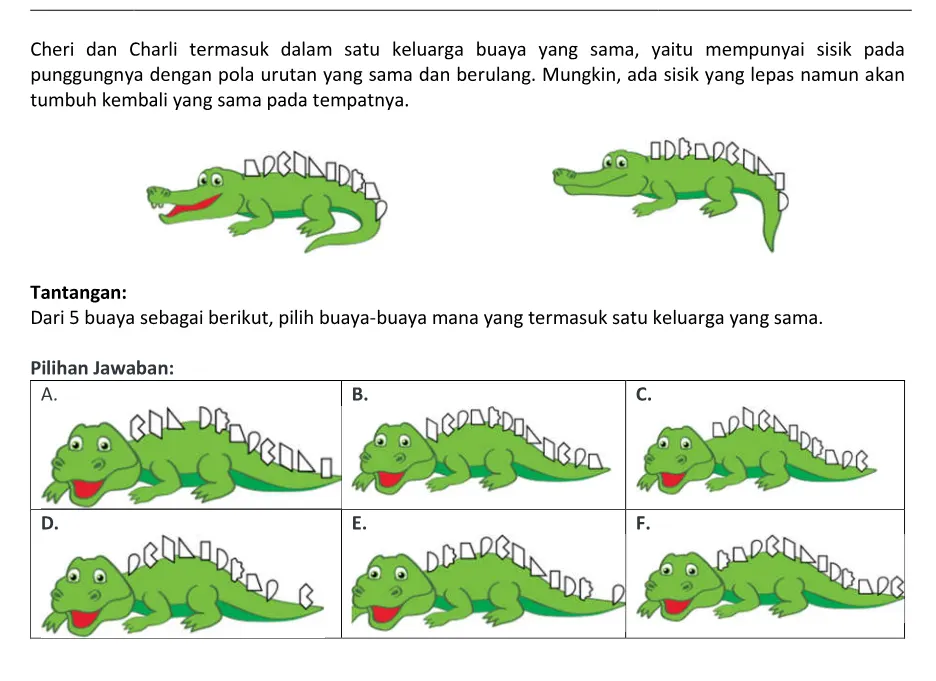 Cheri dan Charli termasuk dalam satu keluarga buaya yang sama, yaitu mempunyai sisik pada
punggungnya dengan pola urutan yang sama dan berulang. Mungkin, ada sisik yang lepas namun akan
tumbuh kembali yang sama pada tempatnya.
Tantangan:
Dari 5 buaya sebagai berikut, pilih buaya-buaya mana yang termasuk satu keluarga yang sama.
Pilihan Jawaban:
A.
B.
C.
D.
E.
F.